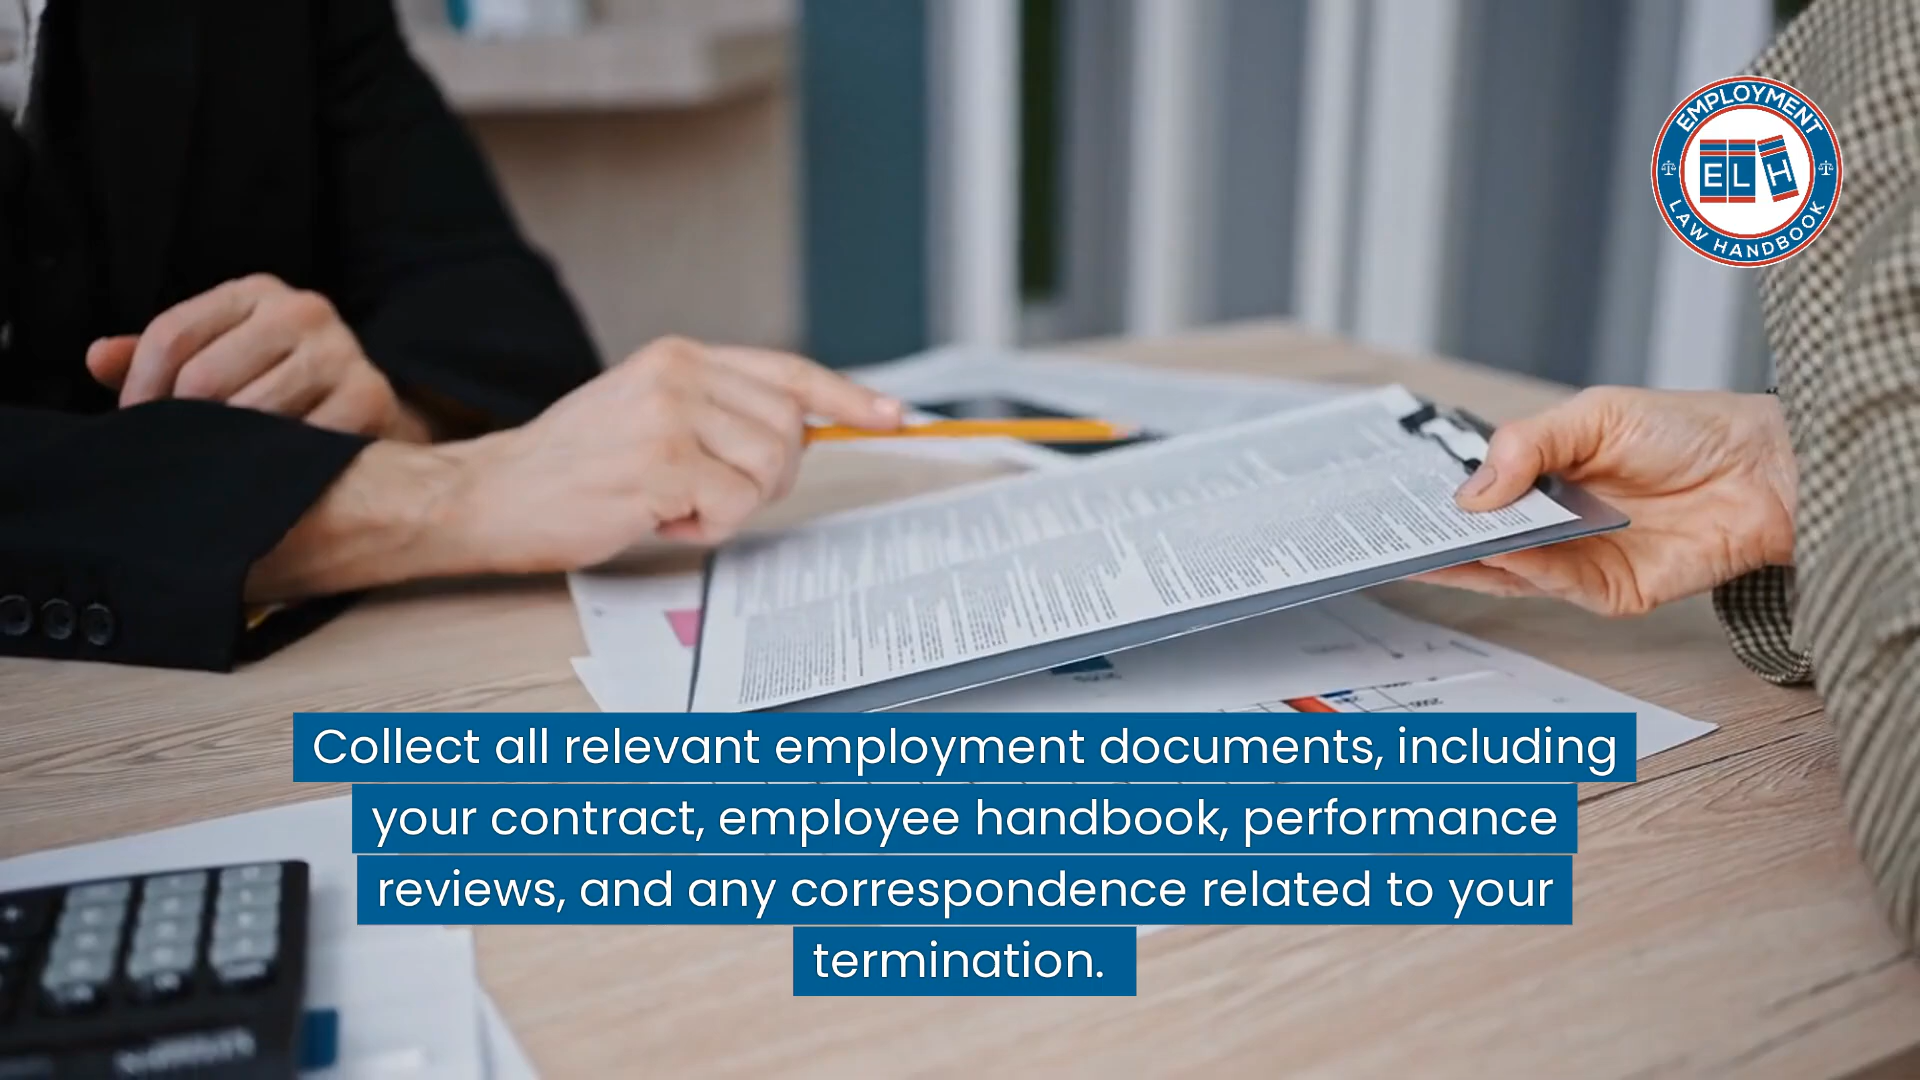 EMPLOYMENT
ELH
LAW HANDBOOK
Collect all relevant employment documents, including
your contract, employee handbook, performance
reviews, and any correspondence related to your
termination.